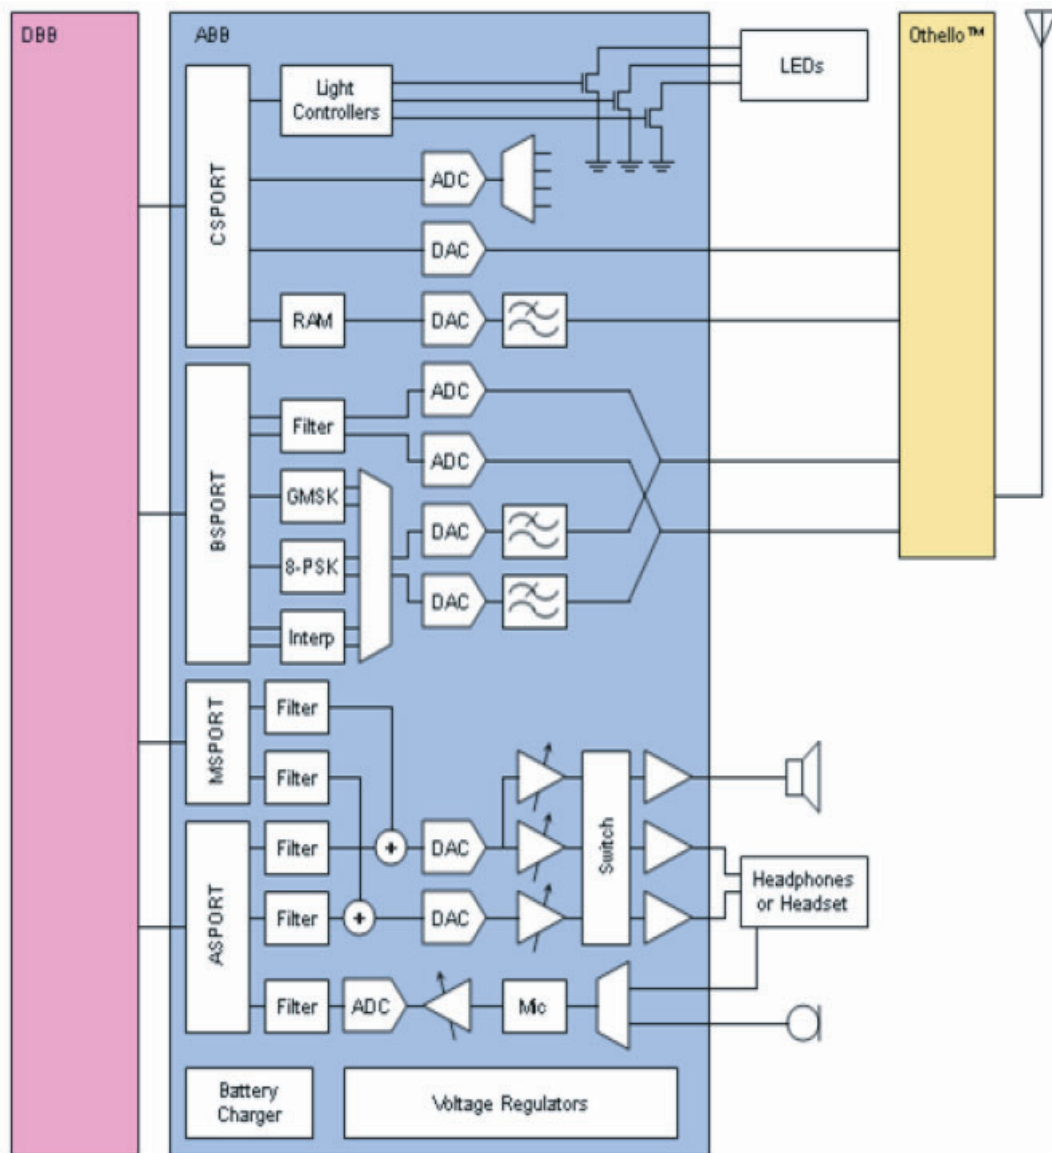 DBB
ABB
Othello™
CSPORT
Light
Controllers
LEDs
ADC
DAC
RAM
DAC
BSPORT
ADC
Filter
ADC
GMSK
DAC
8-PSK
DAC
Interp
MSPORT
Filter
Filter
ASPORT
Filter
+
DAC
Switch
Headphones
or Headset
Filter
+
DAC
Filter
ADC
Mic
Battery
Charger
Voltage Regulators